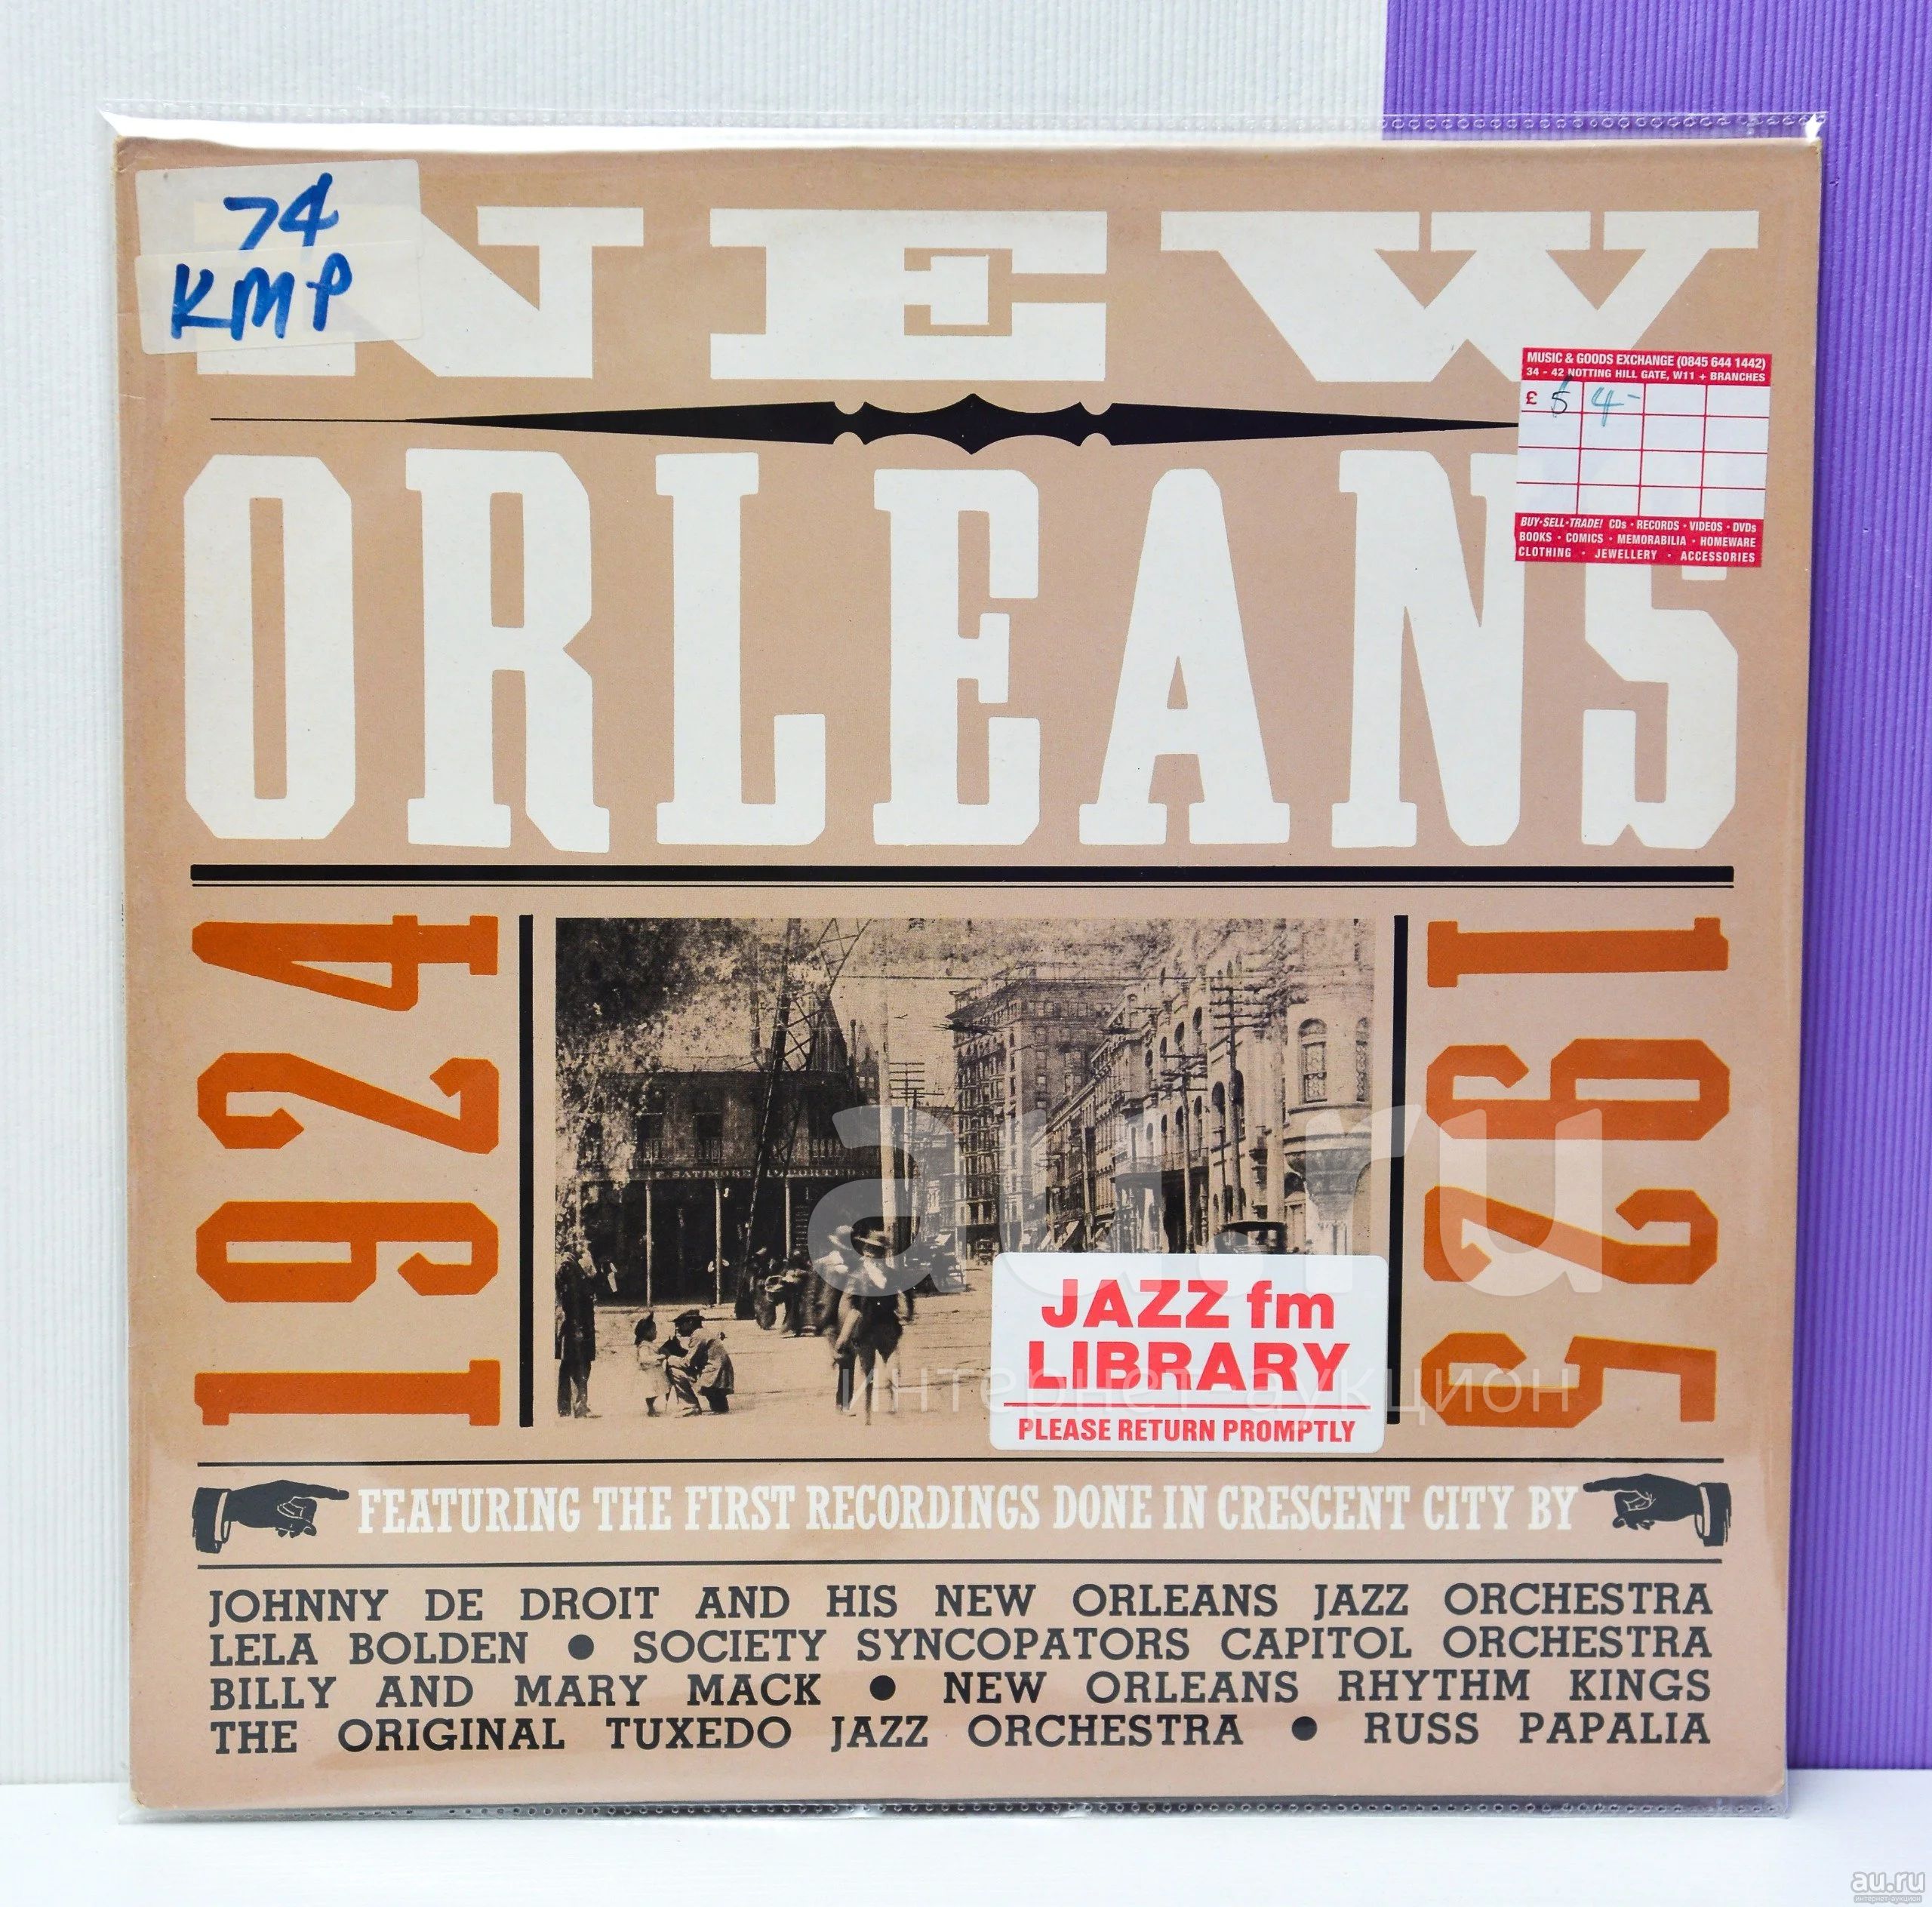 74
KMP
NEW
MUSIC & GOODS EXCHANGE (0845 644 1442)
34 - 42 NOTTING HILL GATE, W11 + BRANCHES
£ 5 4-
BUY·SELL·TRADE! CDs · RECORDS · VIDEOS · DVDs
BOOKS · COMICS · MEMORABILIA · HOMEWARE
CLOTHING · JEWELLERY · ACCESSORIES
ORLEANS
1924
1925
au.ru
интернет-аукцион
JAZZ fm
LIBRARY
PLEASE RETURN PROMPTLY
FEATURING THE FIRST RECORDINGS DONE IN CRESCENT CITY BY
JOHNNY DE DROIT AND HIS NEW ORLEANS JAZZ ORCHESTRA
LELA BOLDEN ● SOCIETY SYNCOPATORS CAPITOL ORCHESTRA
BILLY AND MARY MACK ● NEW ORLEANS RHYTHM KINGS
THE ORIGINAL TUXEDO JAZZ ORCHESTRA ● RUSS PAPALIA
au.ru
интернет-аукцион